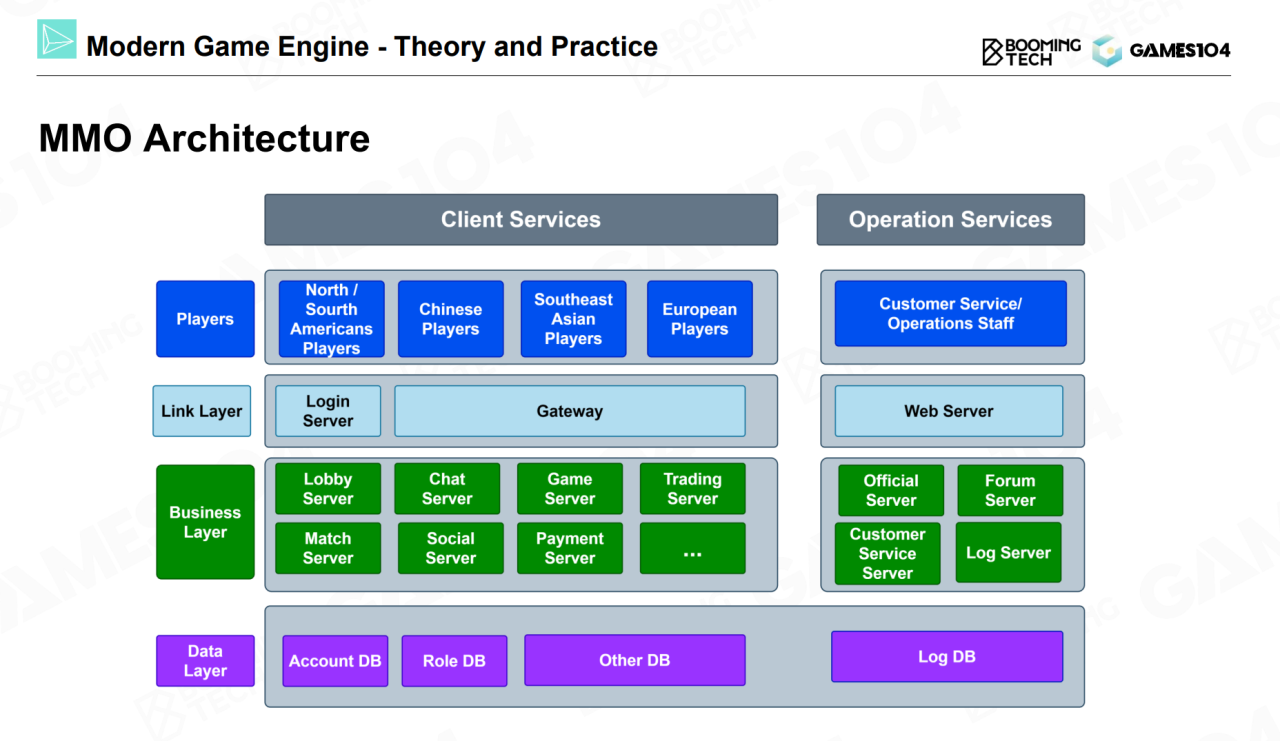 Modern Game Engine - Theory and Practice
BOOMING
TECH
GAMES104
MMO Architecture
Client Services
Operation Services
Players
North /
Sourth
Americans
Players
Chinese
Players
Southeast
Asian
Players
European
Players
Customer Service/
Operations Staff
Link Layer
Login
Server
Gateway
Web Server
Business
Layer
Lobby
Server
Chat
Server
Game
Server
Trading
Server
Match
Server
Social
Server
Payment
Server
...
Official
Server
Forum
Server
Customer
Service
Server
Log Server
Data
Layer
Account DB
Role DB
Other DB
Log DB